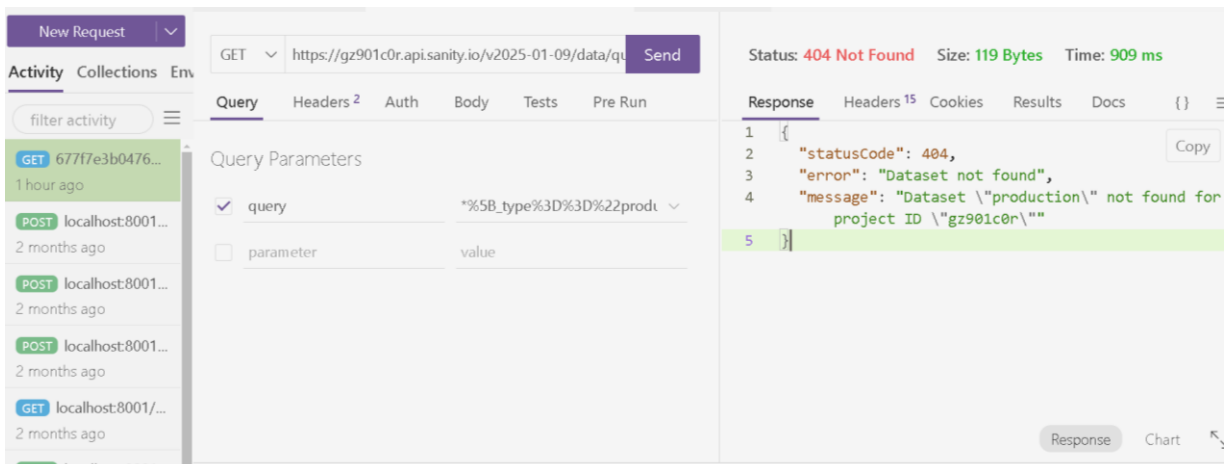 New Request
Activity Collections Env
filter activity
GET 677f7e3b0476...
1 hour ago
POST localhost:8001...
2 months ago
POST localhost:8001...
2 months ago
POST localhost:8001...
2 months ago
GET localhost:8001/...
2 months ago
GET https://gz901c0r.api.sanity.io/v2025-01-09/data/qu Send
Query Headers 2 Auth Body Tests Pre Run
Query Parameters
query *%5B_type%3D%3D%22produ
parameter value
Status: 404 Not Found Size: 119 Bytes Time: 909 ms
Response Headers 15 Cookies Results Docs { }
Copy
1 {
2 "statusCode": 404,
3 "error": "Dataset not found",
4 "message": "Dataset \"production\" not found for
project ID \"gz901c0r\""
5 }
Response Chart